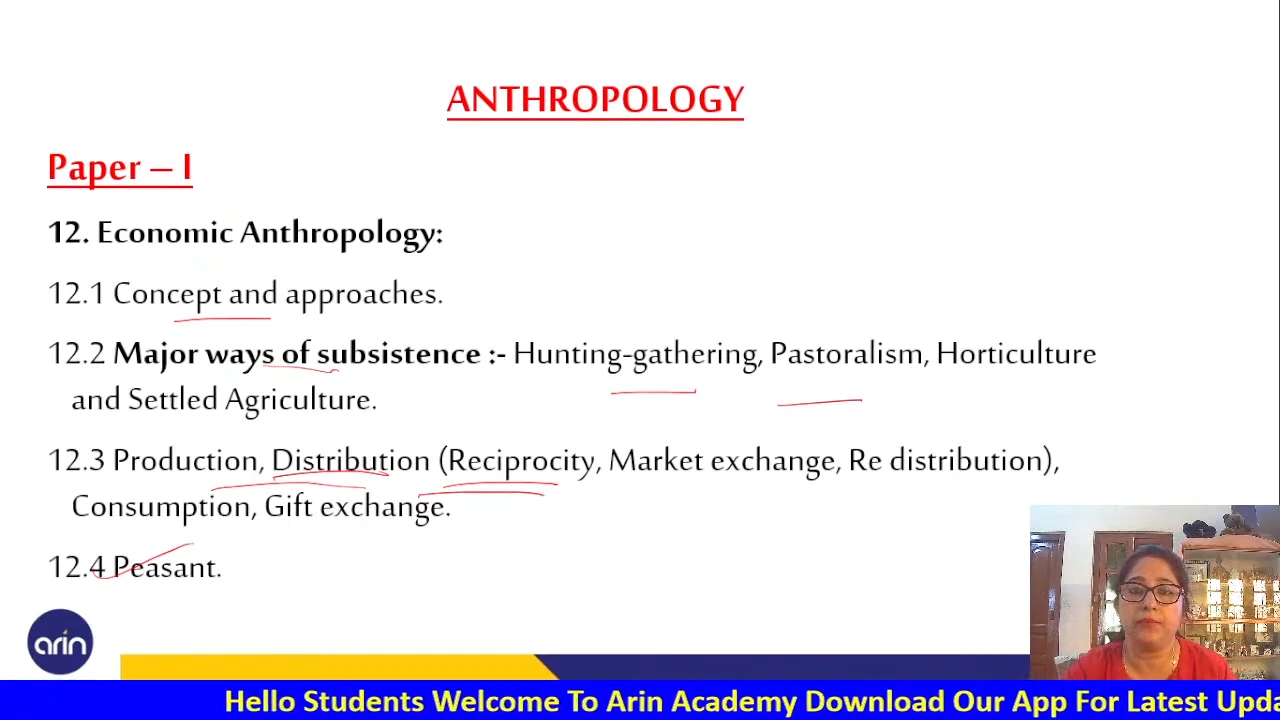 ANTHROPOLOGY
Paper – I
12. Economic Anthropology:
12.1 Concept and approaches.
12.2 Major ways of subsistence :- Hunting-gathering, Pastoralism, Horticulture
and Settled Agriculture.
12.3 Production, Distribution (Reciprocity, Market exchange, Re distribution),
Consumption, Gift exchange.
12.4 Peasant.
arin
Hello Students Welcome To Arin Academy Download Our App For Latest Upda